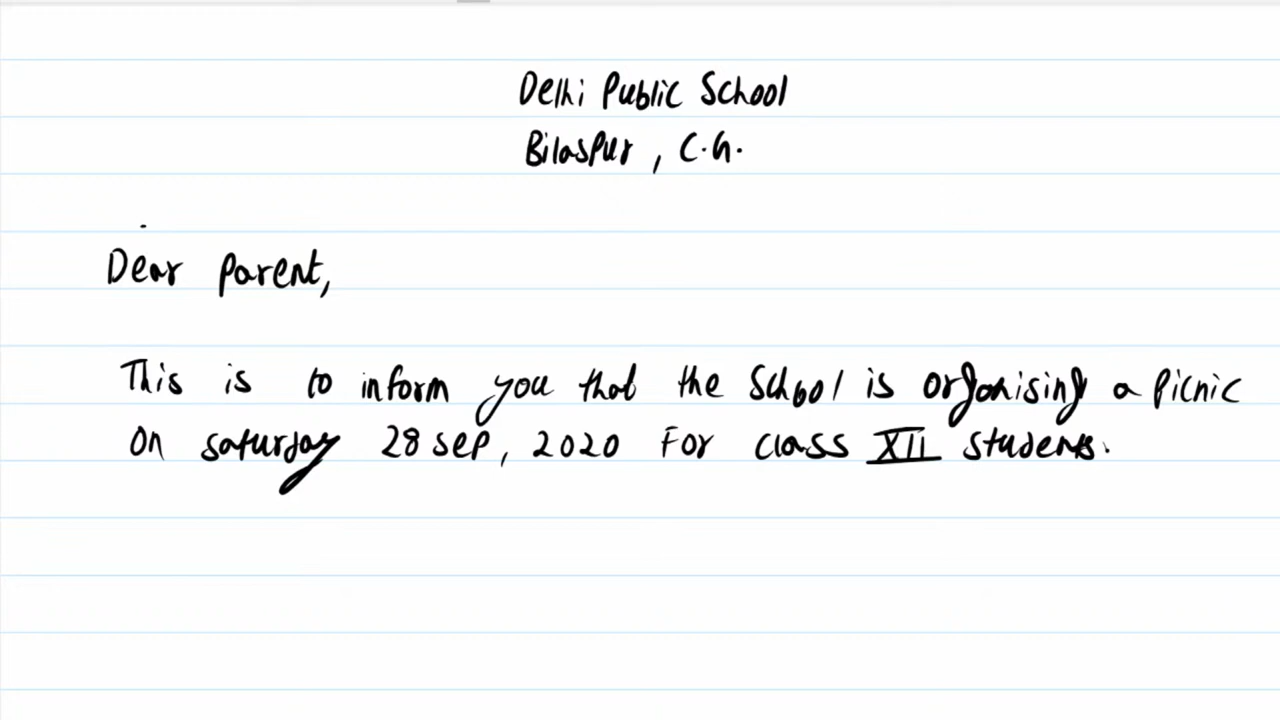 Delhi Public School
Bilaspur, C.G.
Dear parent,
This is to inform you that the School is organising a Picnic
on saturday 28 sep, 2020 For class XII students.